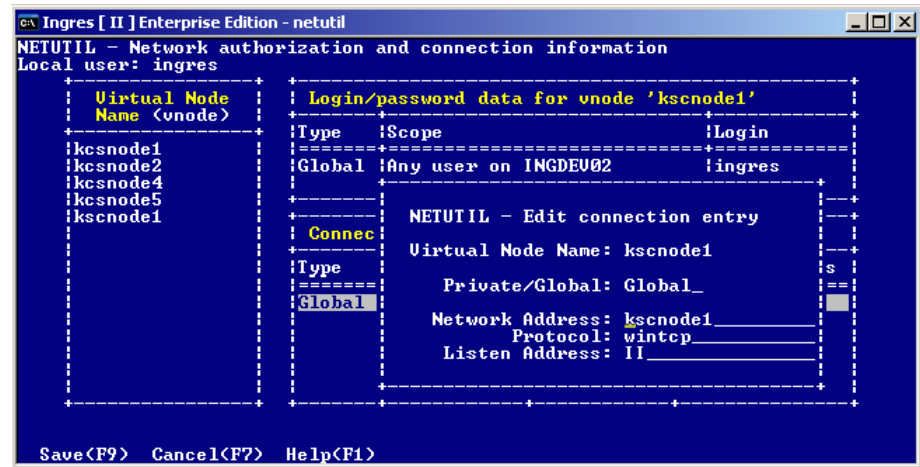 Ingres [ II ] Enterprise Edition - netutil
NETUTIL - Network authorization and connection information
Local user: ingres
Virtual Node
Name (vnode)
kcsnode1
kcsnode2
kcsnode4
kcsnode5
kscnode1
Login/password data for vnode 'kscnode1'
Type Scope Login
Global Any user on INGDEV02 ingres
Connec
Type s
Global
NETUTIL - Edit connection entry
Virtual Node Name: kscnode1
Private/Global: Global_
Network Address: kscnode1
Protocol: wintcp
Listen Address: II
Save(F9) Cancel(F7) Help(F1)